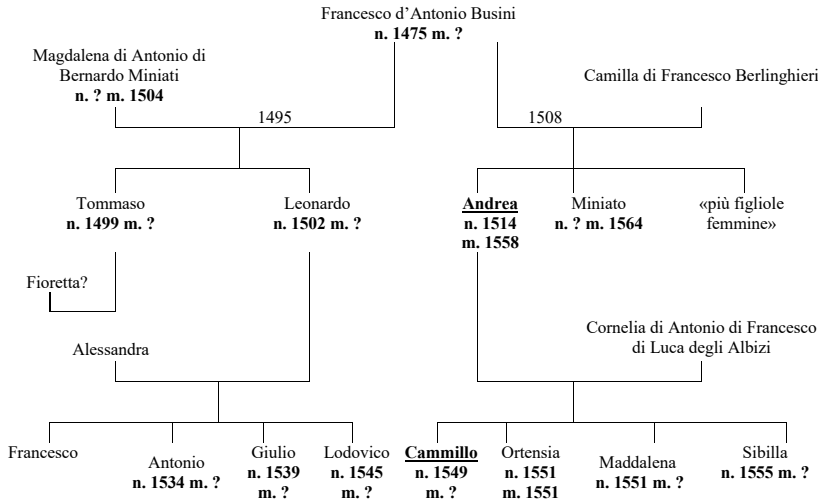 Francesco d'Antonio Busini
n. 1475 m. ?
Magdalena di Antonio di
Bernardo Miniati
n. ? m. 1504
Camilla di Francesco Berlinghieri
1495
1508
Tommaso
n. 1499 m. ?
Leonardo
n. 1502 m. ?
Andrea
n. 1514
m. 1558
Miniato
n. ? m. 1564
«più figliole
femmine»
Fioretta?
Alessandra
Cornelia di Antonio di Francesco
di Luca degli Albizi
Francesco
Antonio
n. 1534 m. ?
Giulio
n. 1539
m. ?
Lodovico
n. 1545
m. ?
Cammillo
n. 1549
m. ?
Ortensia
n. 1551
m. 1551
Maddalena
n. 1551 m. ?
Sibilla
n. 1555 m. ?